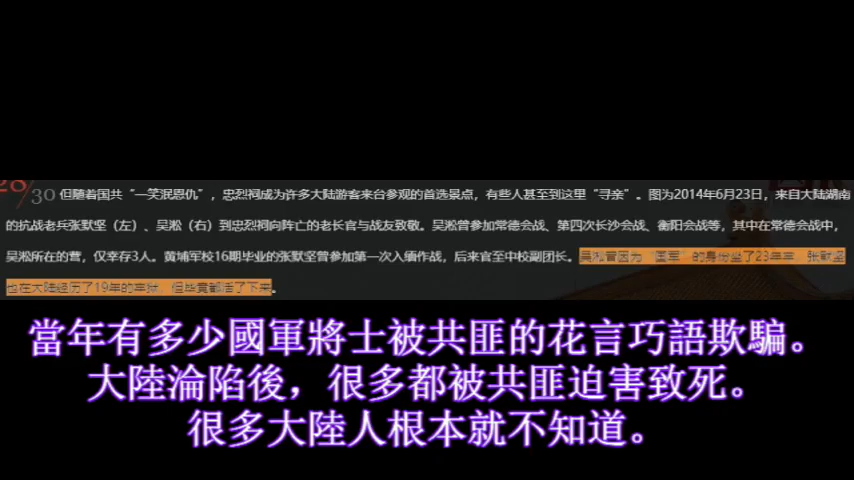 28/30 但随着国共“一笑泯恩仇”，忠烈祠成为许多大陆游客来台参观的首选景点，有些人甚至到这里“寻亲”。图为2014年6月23日，来自大陆湖南
的抗战老兵张默坚（左）、吴淞（右）到忠烈祠向阵亡的老长官与战友致敬。吴淞曾参加常德会战、第四次长沙会战、衡阳会战等，其中在常德会战中，
吴淞所在的营，仅幸存3人。黄埔军校16期毕业的张默坚曾参加第一次入缅作战，后来官至中校副团长。吴淞曾因为“国军”的身份坐了23年牢，张默坚
也在大陆经历了19年的牢狱，但毕竟都活了下来。
當年有多少國軍將士被共匪的花言巧語欺騙。
大陸淪陷後，很多都被共匪迫害致死。
很多大陸人根本就不知道。